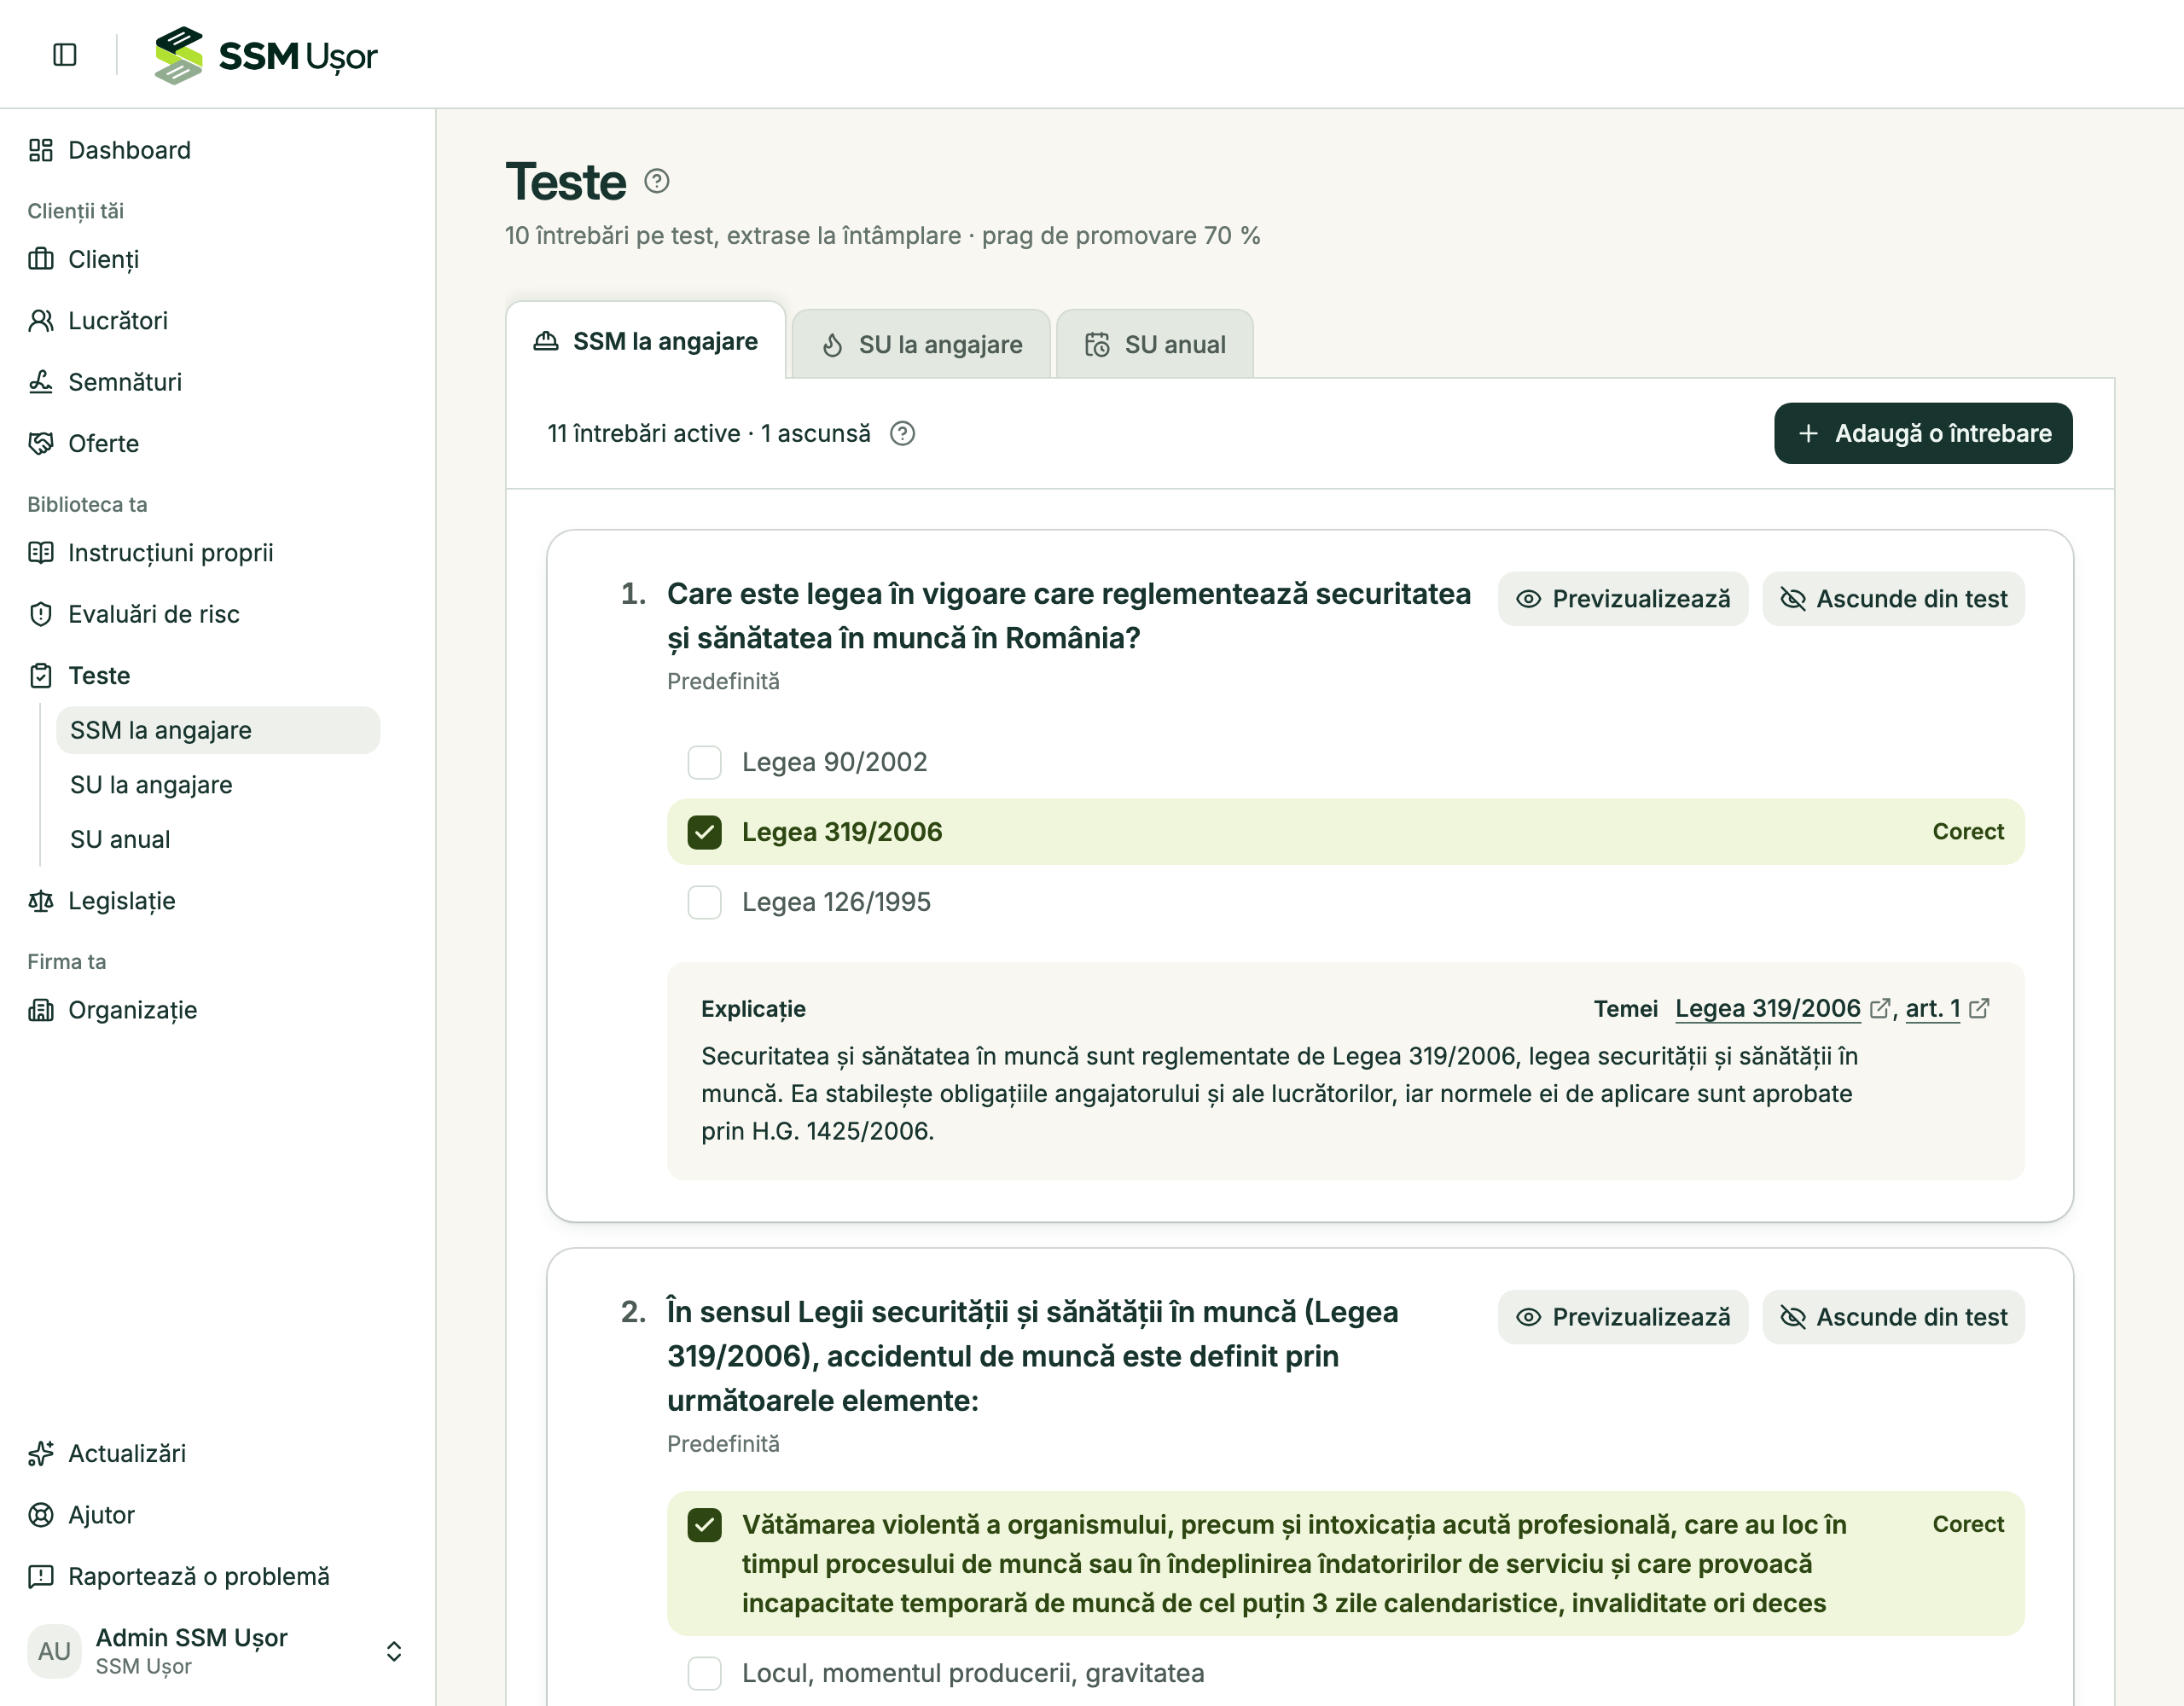 SSM Ușor
Dashboard
Clienții tăi
Clienți
Lucrători
Semnături
Oferte
Biblioteca ta
Instrucțiuni proprii
Evaluări de risc
Teste
SSM la angajare
SU la angajare
SU anual
Legislație
Firma ta
Organizație
Actualizări
Ajutor
Raportează o problemă
AU
Admin SSM Ușor
SSM Ușor
Teste
10 întrebări pe test, extrase la întâmplare · prag de promovare 70 %
SSM la angajare
SU la angajare
SU anual
11 întrebări active · 1 ascunsă
Adaugă o întrebare
1. Care este legea în vigoare care reglementează securitatea
și sănătatea în muncă în România?
Predefinită
Previzualizează
Ascunde din test
Legea 90/2002
Legea 319/2006
Corect
Legea 126/1995
Explicație
Temei Legea 319/2006, art. 1
Securitatea și sănătatea în muncă sunt reglementate de Legea 319/2006, legea securității și sănătății în
muncă. Ea stabilește obligațiile angajatorului și ale lucrătorilor, iar normele ei de aplicare sunt aprobate
prin H.G. 1425/2006.
2. În sensul Legii securității și sănătății în muncă (Legea
319/2006), accidentul de muncă este definit prin
următoarele elemente:
Predefinită
Previzualizează
Ascunde din test
Vătămarea violentă a organismului, precum și intoxicația acută profesională, care au loc în
timpul procesului de muncă sau în îndeplinirea îndatoririlor de serviciu și care provoacă
incapacitate temporară de muncă de cel puțin 3 zile calendaristice, invaliditate ori deces
Corect
Locul, momentul producerii, gravitatea